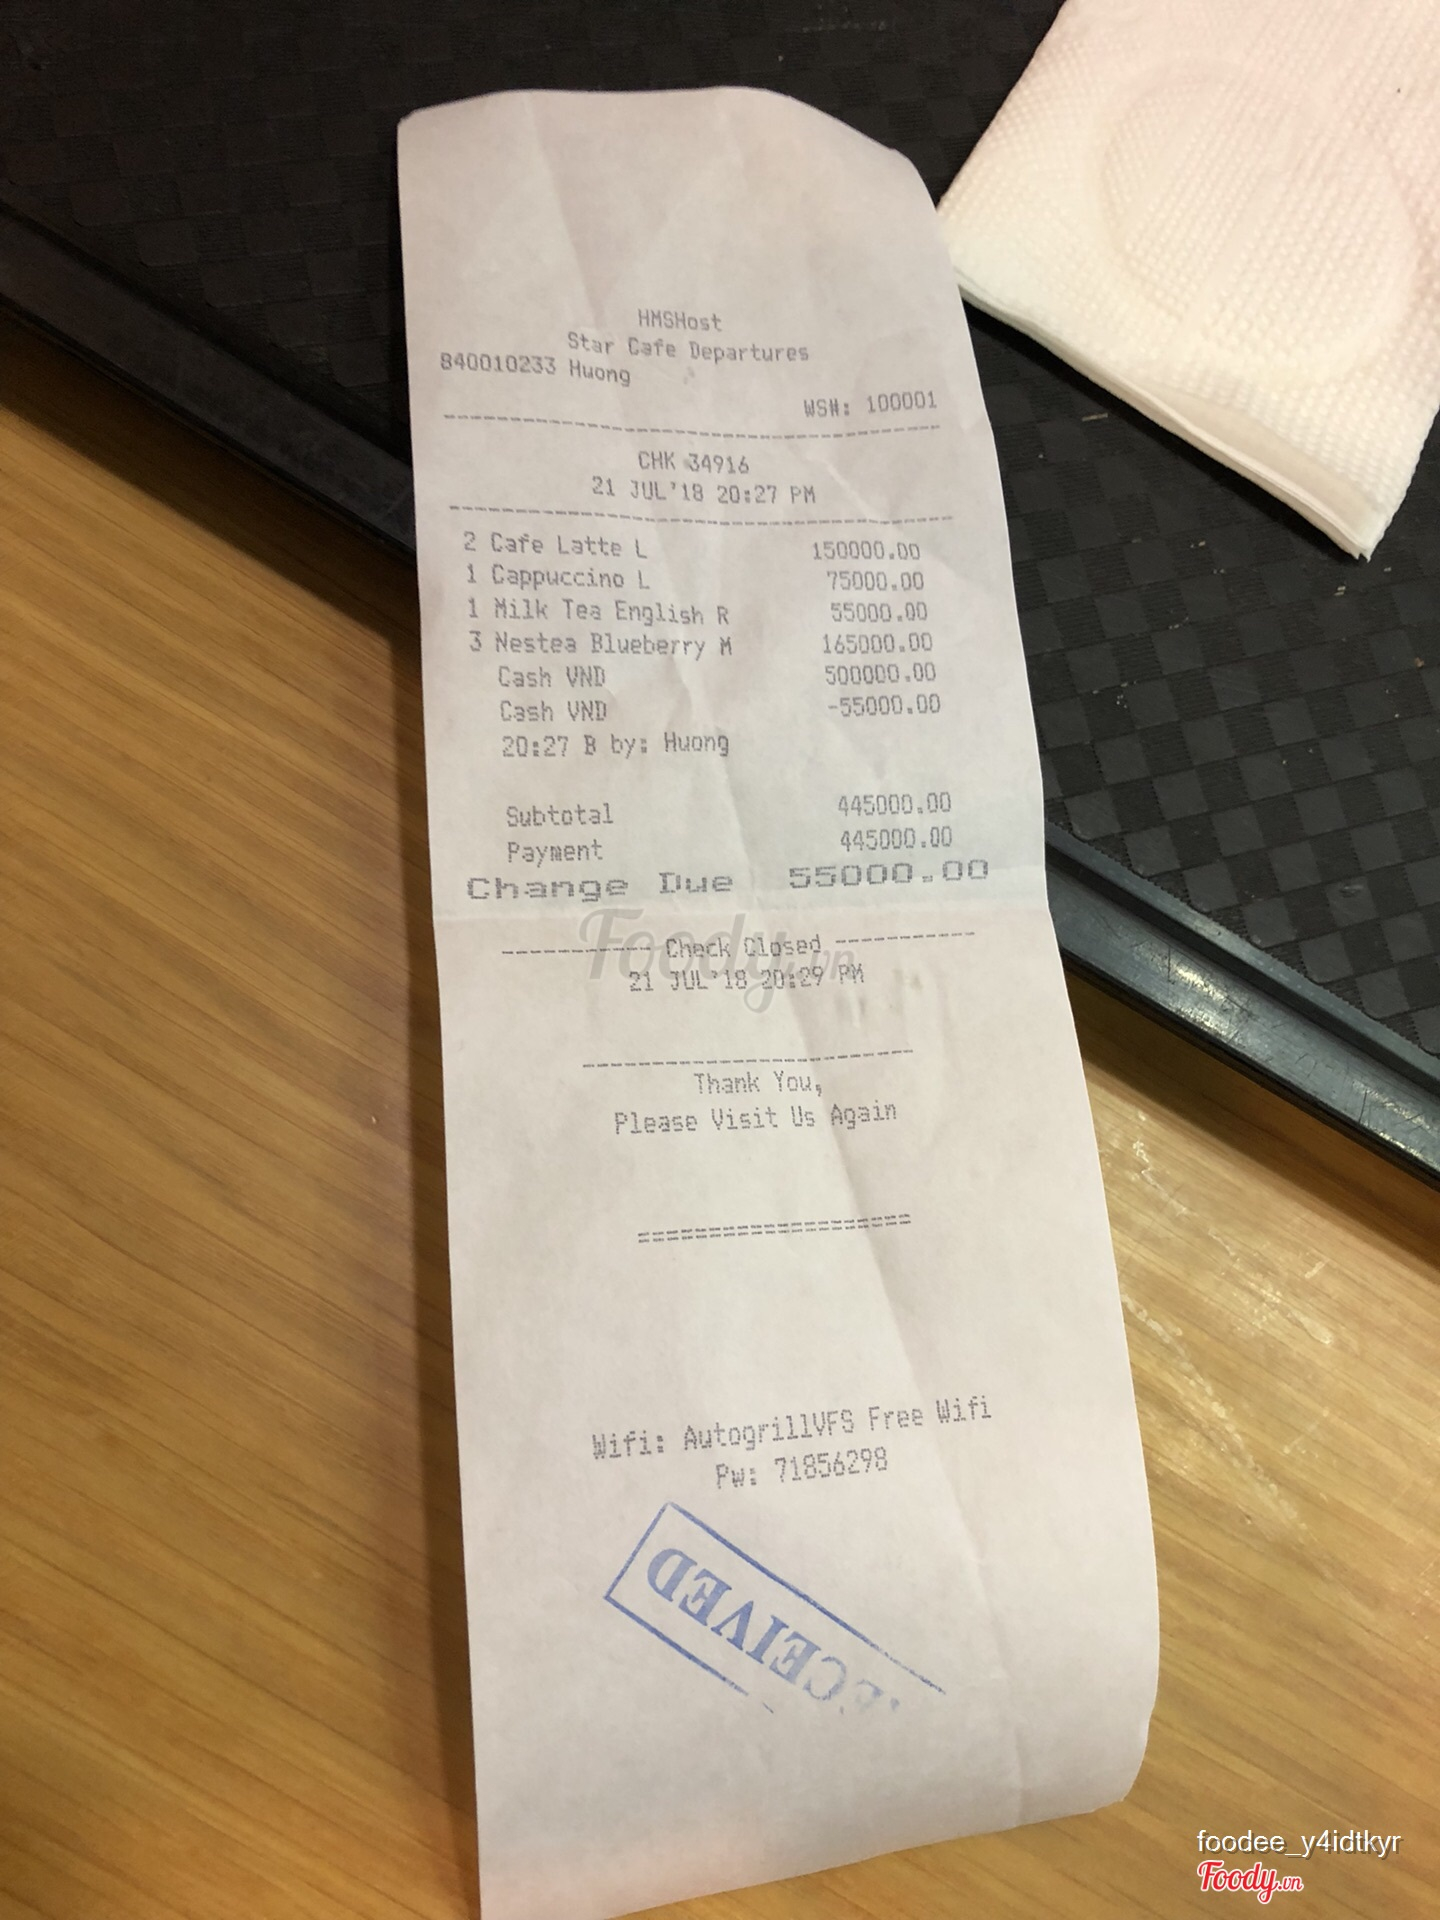 HMSHost
Star Cafe Departures
840010233 Huong
WS#: 100001
CHK 34916
21 JUL'18 20:27 PM
2 Cafe Latte L 150000.00
1 Cappuccino L 75000.00
1 Milk Tea English R 55000.00
3 Nestea Blueberry M 165000.00
Cash VND 500000.00
Cash VND -55000.00
20:27 B by: Huong
Subtotal 445000.00
Payment 445000.00
Change Due 55000.00
Foody.vn
Check Closed
21 JUL'18 20:29 PM
Thank You,
Please Visit Us Again
Wifi: AutogrillVFS Free Wifi
Pw: 71856298
ECEIVED
foodee_y4idtkyr
Foody.vn